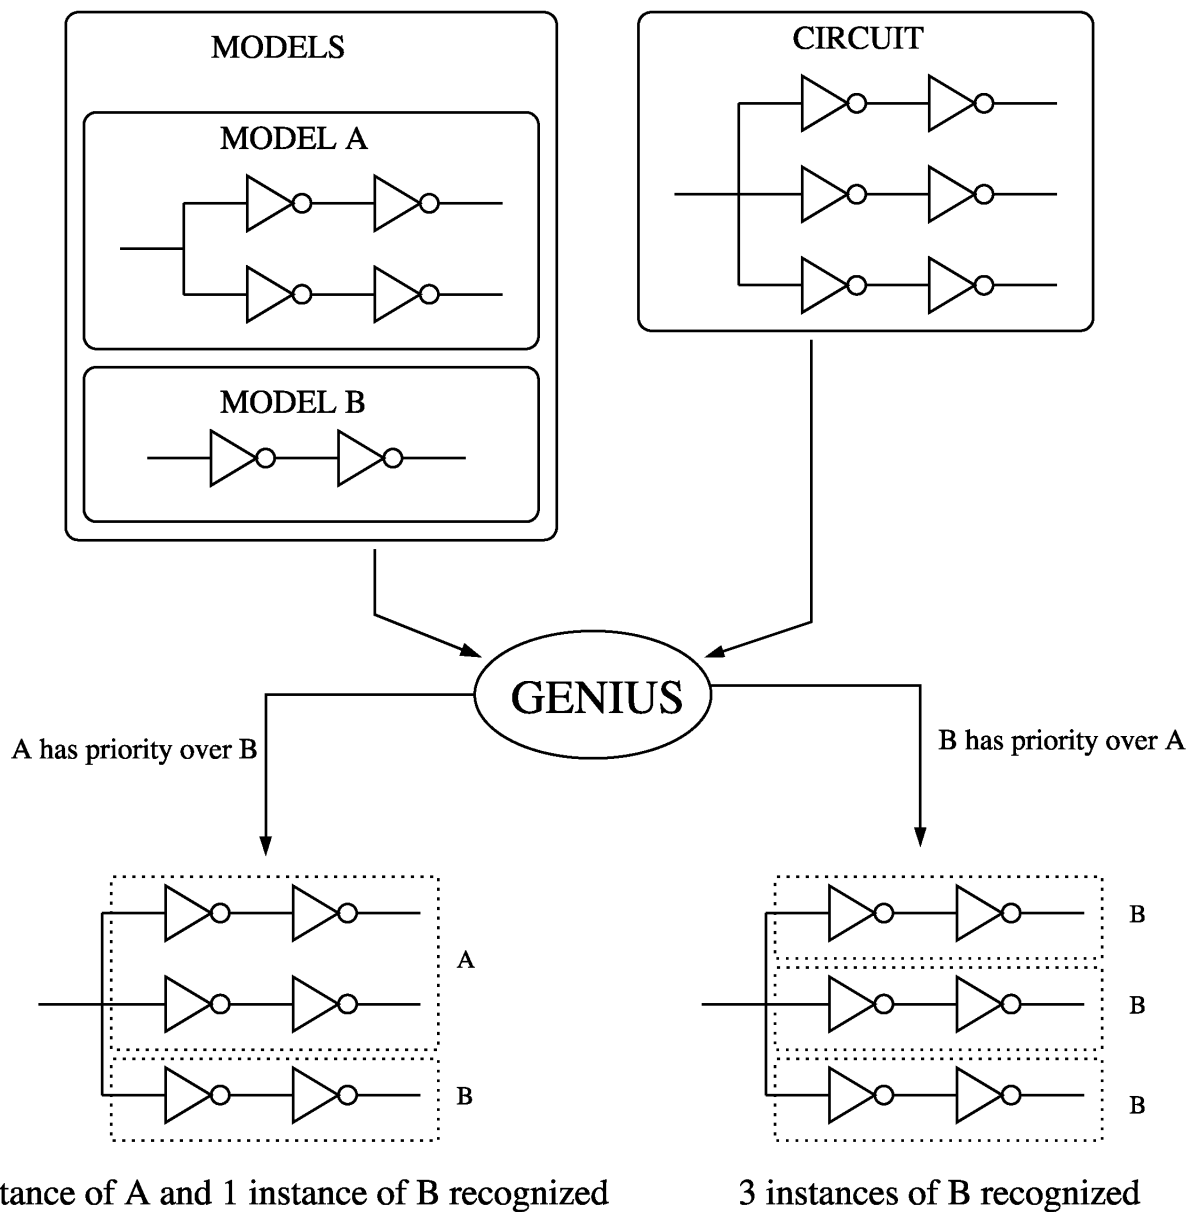 MODELS
CIRCUIT
MODEL A
MODEL B
GENIUS
A has priority over B
B has priority over A
A
B
B
B
B
tance of A and 1 instance of B recognized
3 instances of B recognized